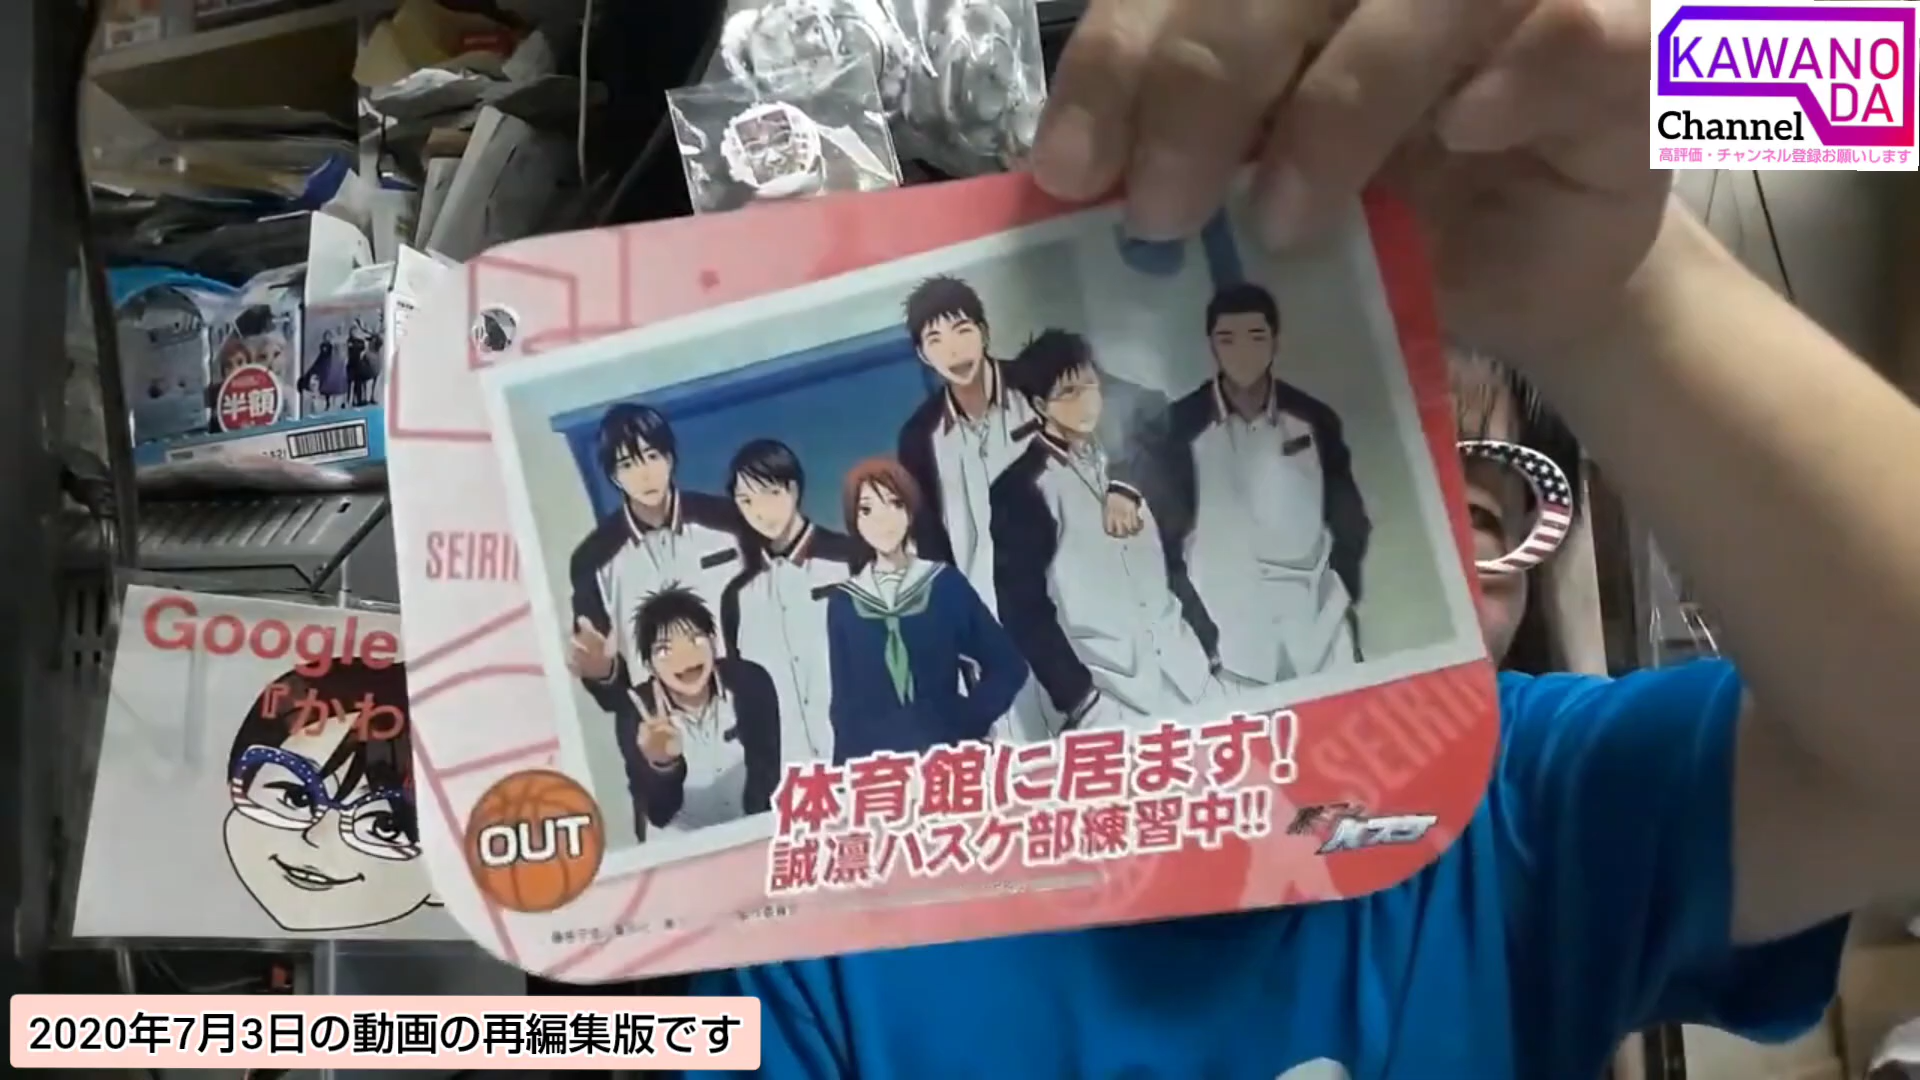 KAWANO
DA
Channel
高評価・チャンネル登録お願いします
半額
Google
『かわ
SEIRIN
SEIRIN
OUT
体育館に居ます!
誠凛バスケ部練習中!!
2020年7月3日の動画の再編集版です